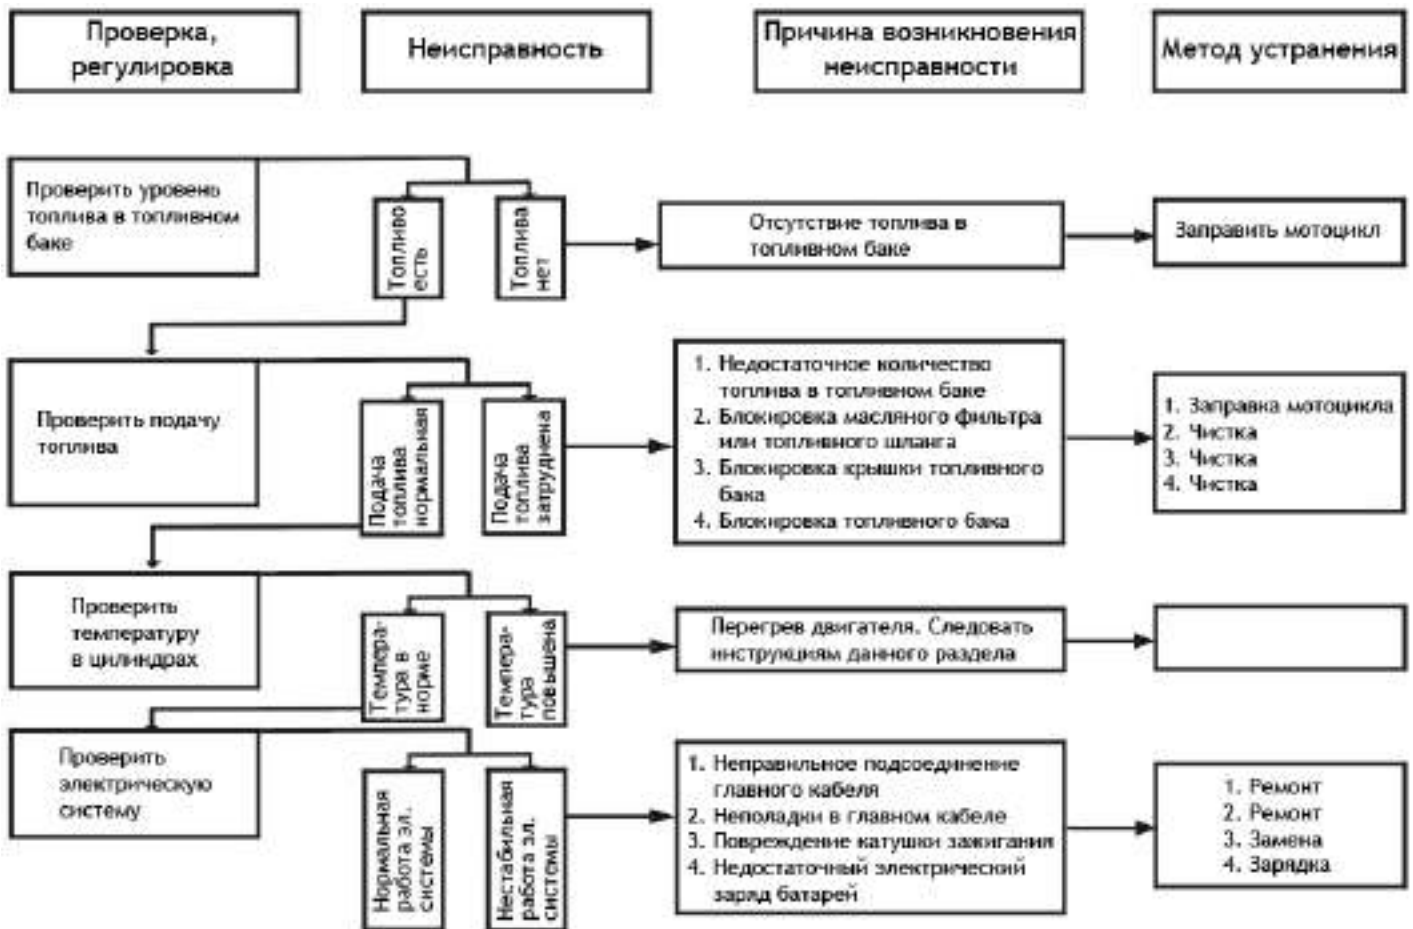 Проверка,
регулировка
Неисправность
Причина возникновения
неисправности
Метод устранения
Проверить уровень
топлива в топливном
баке
Топливо
есть
Топлива
нет
Отсутствие топлива в
топливном баке
Заправить мотоцикл
Проверить подачу
топлива
Подача
топлива
нормальная
Подача
топлива
затруднена
1. Недостаточное количество
топлива в топливном баке
2. Блокировка масляного фильтра
или топливного шланга
3. Блокировка крышки топливного
бака
4. Блокировка топливного бака
1. Заправка мотоцикла
2. Чистка
3. Чистка
4. Чистка
Проверить
температуру
в цилиндрах
Темпера-
тура в
норме
Темпера-
тура
повышена
Перегрев двигателя. Следовать
инструкциям данного раздела
Проверить
электрическую
систему
Нормальная
работа эл.
системы
Нестабильная
работа эл.
системы
1. Неправильное подсоединение
главного кабеля
2. Неполадки в главном кабеле
3. Повреждение катушки зажигания
4. Недостаточный электрический
заряд батарей
1. Ремонт
2. Ремонт
3. Замена
4. Зарядка